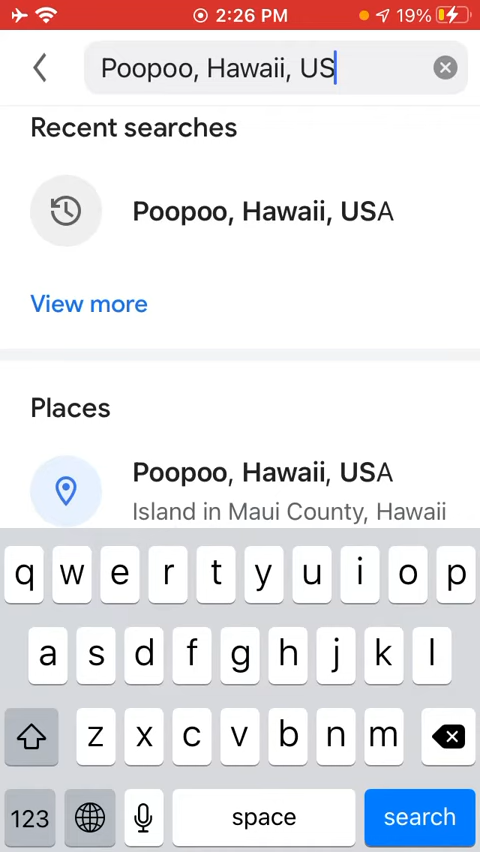 2:26 PM 19%
Poopoo, Hawaii, US
Recent searches
Poopoo, Hawaii, USA
View more
Places
Poopoo, Hawaii, USA
Island in Maui County, Hawaii
q w e r t y u i o p
a s d f g h j k l
z x c v b n m
123 space search